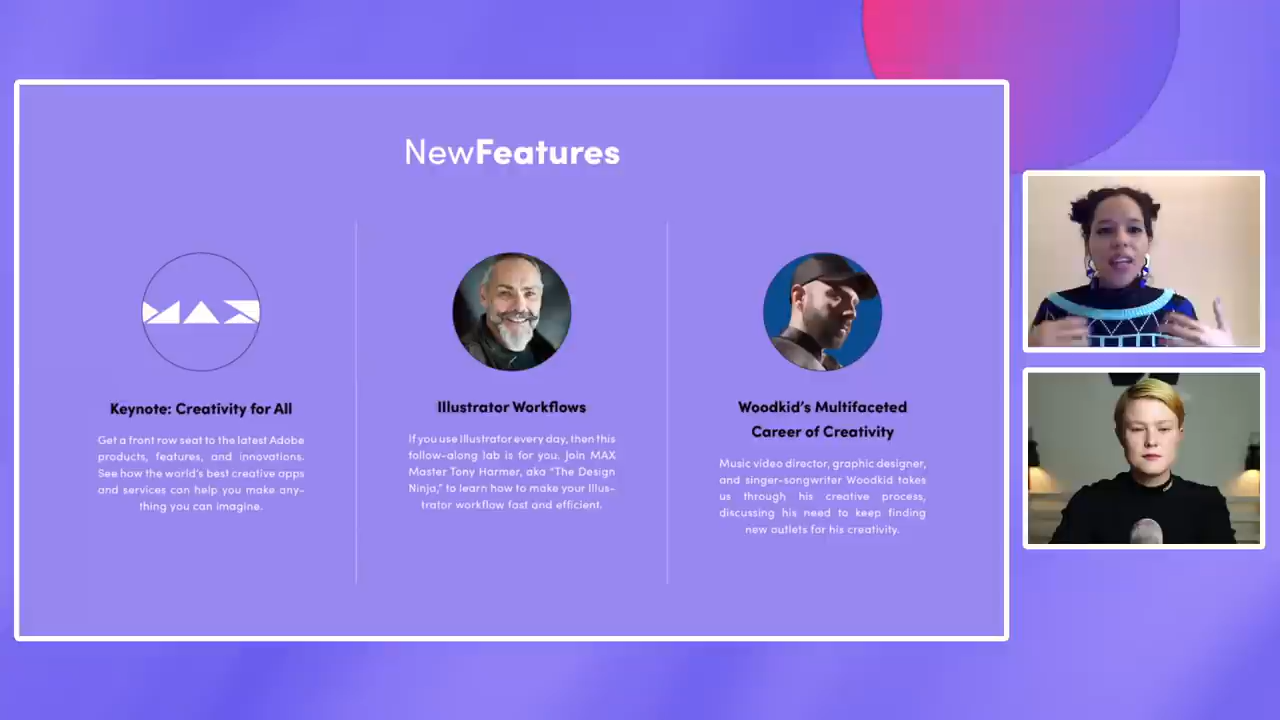 NewFeatures
MAX
Keynote: Creativity for All
Get a front row seat to the latest Adobe
products, features, and innovations.
See how the world's best creative apps
and services can help you make any-
thing you can imagine.
Illustrator Workflows
If you use Illustrator every day, then this
follow-along lab is for you. Join MAX
Master Tony Harmer, aka “The Design
Ninja,” to learn how to make your Illus-
trator workflow fast and efficient.
Woodkid’s Multifaceted
Career of Creativity
Music video director, graphic designer,
and singer-songwriter Woodkid takes
us through his creative process,
discussing his need to keep finding
new outlets for his creativity.